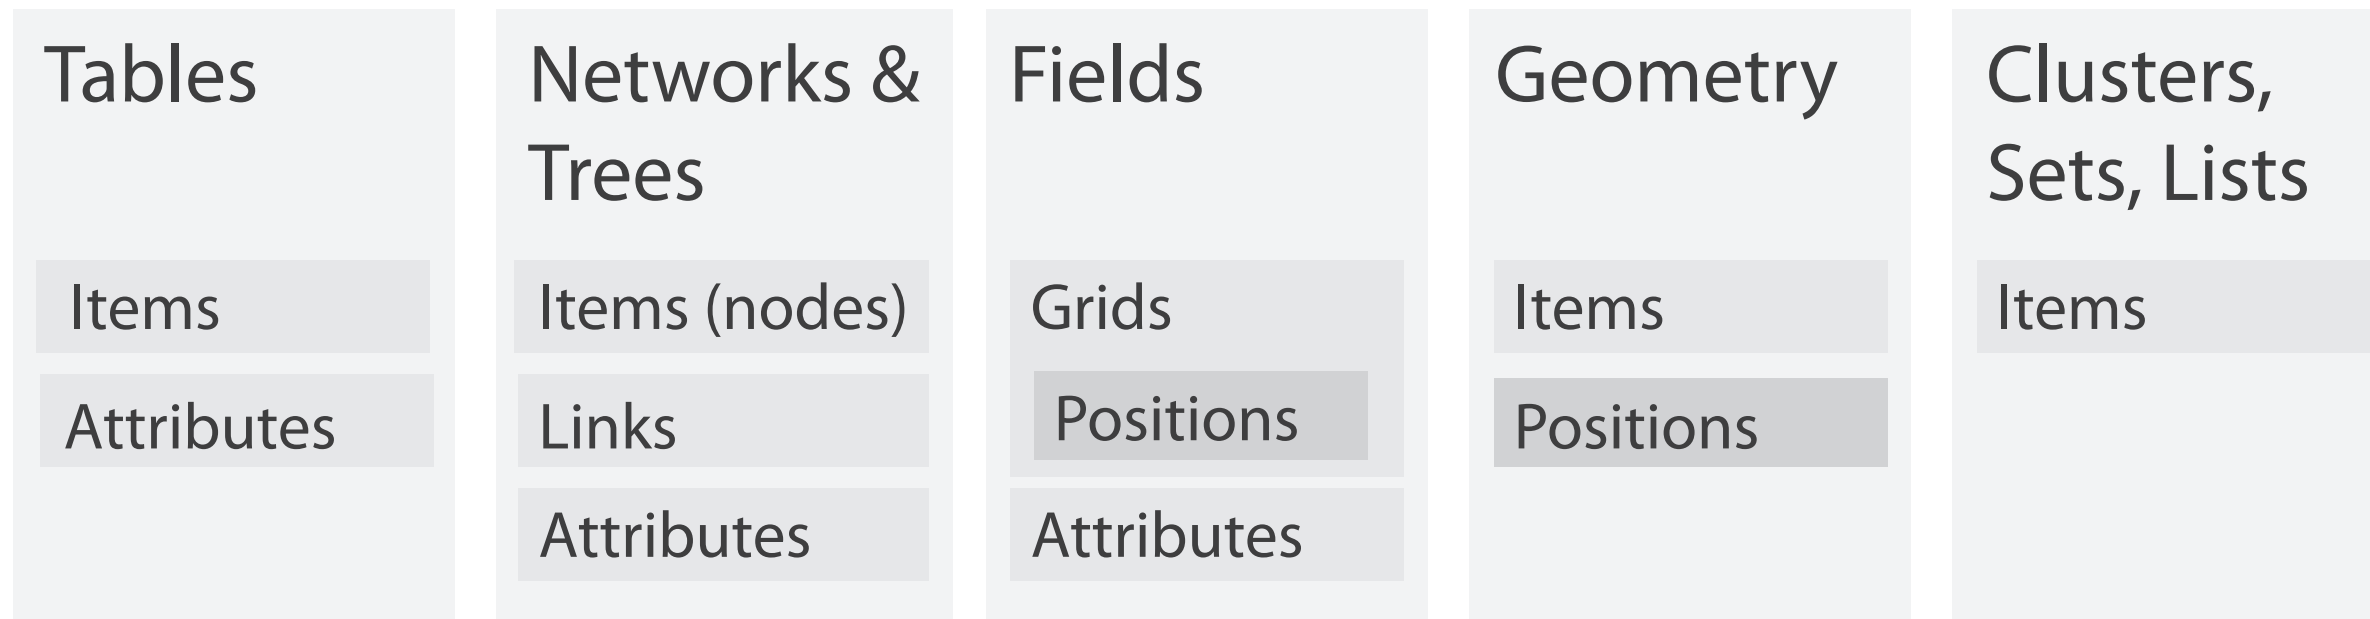 Tables
Items
Attributes
Networks &
Trees
Items (nodes)
Links
Attributes
Fields
Grids
Positions
Attributes
Geometry
Items
Positions
Clusters,
Sets, Lists
Items